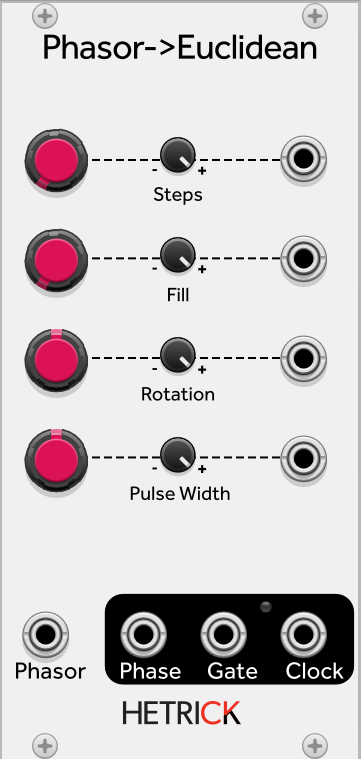 Phasor->Euclidean
- +
Steps
- +
Fill
- +
Rotation
- +
Pulse Width
Phasor Phase Gate Clock
HETRICK